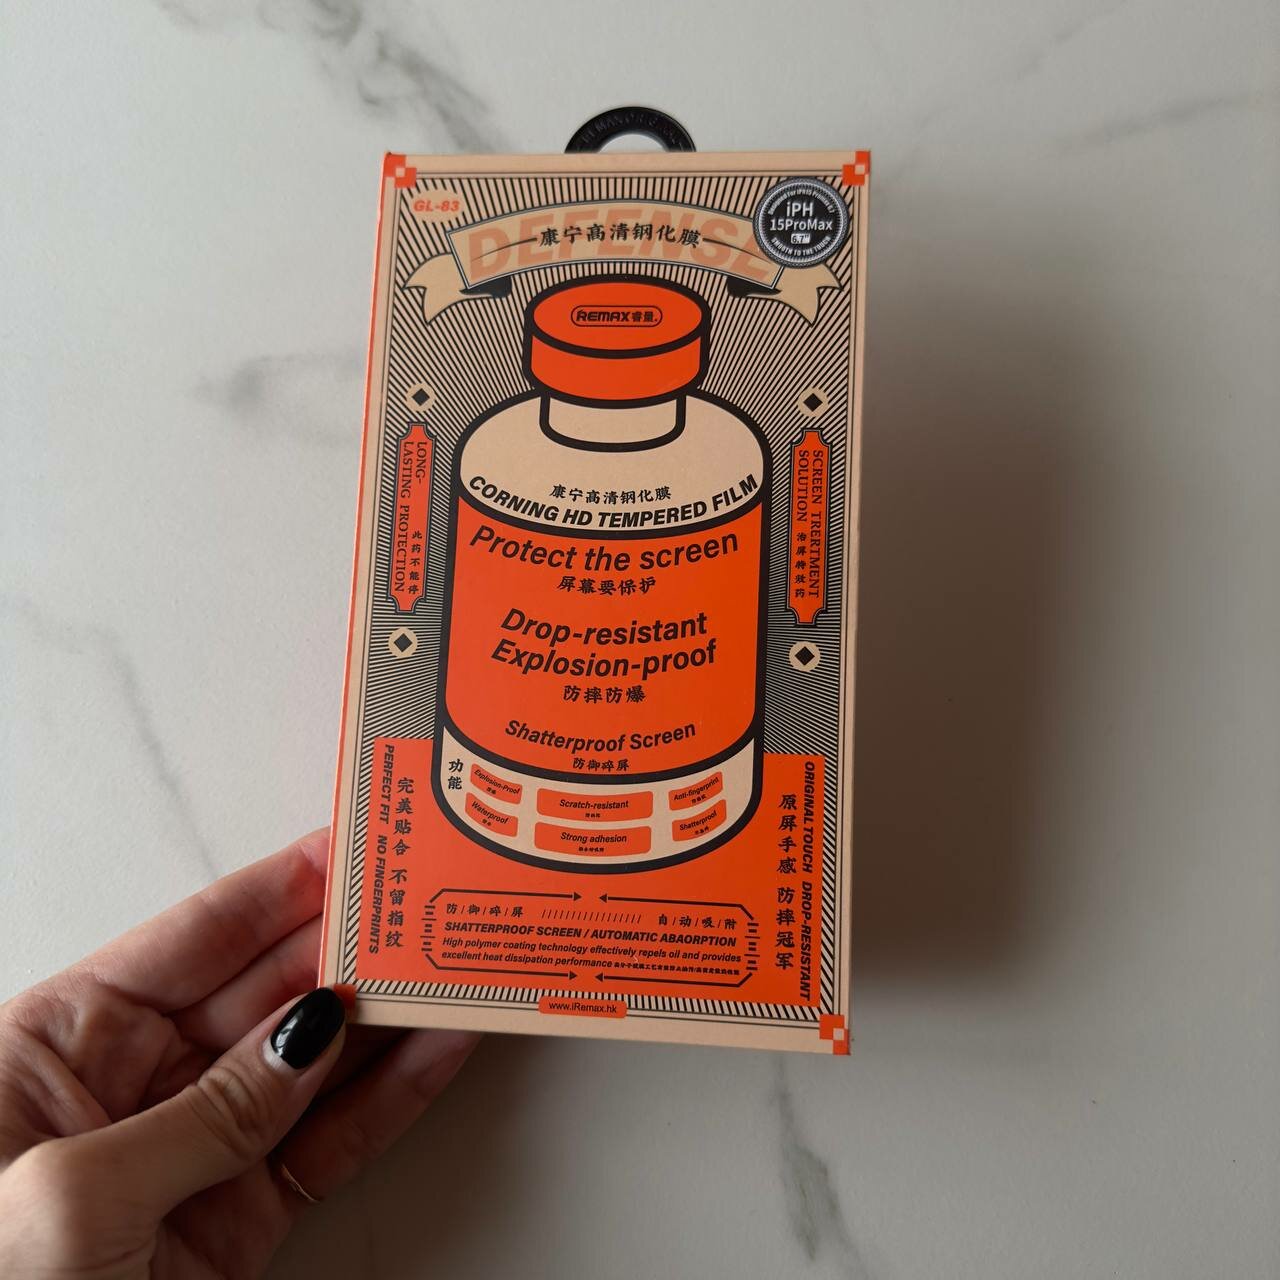 GL-83
DEFENSE
康宁高清钢化膜
iPH
15ProMax
6.7"
SMOOTH TO THE TOUCH
REMAX睿量.
LONG-
LASTING PROTECTION
此药不能停
SCREEN TRERTMENT
SOLUTION 治屏特效药
康宁高清钢化膜
CORNING HD TEMPERED FILM
Protect the screen
屏幕要保护
Drop-resistant
Explosion-proof
防摔防爆
Shatterproof Screen
防御碎屏
功能
Explosion-Proof
Scratch-resistant
Anti-fingerprint
Waterproof
Strong adhesion
Shatterproof
PERFECT FIT NO FINGERPRINTS
完美贴合 不留指纹
ORIGINAL TOUCH DROP-RESISTANT
原屏手感 防摔冠军
防/御/碎/屏 ///////////////// 自/动/吸/附
SHATTERPROOF SCREEN / AUTOMATIC ABAORPTION
High polymer coating technology effectively repels oil and provides
excellent heat dissipation performance
www.iRemax.hk